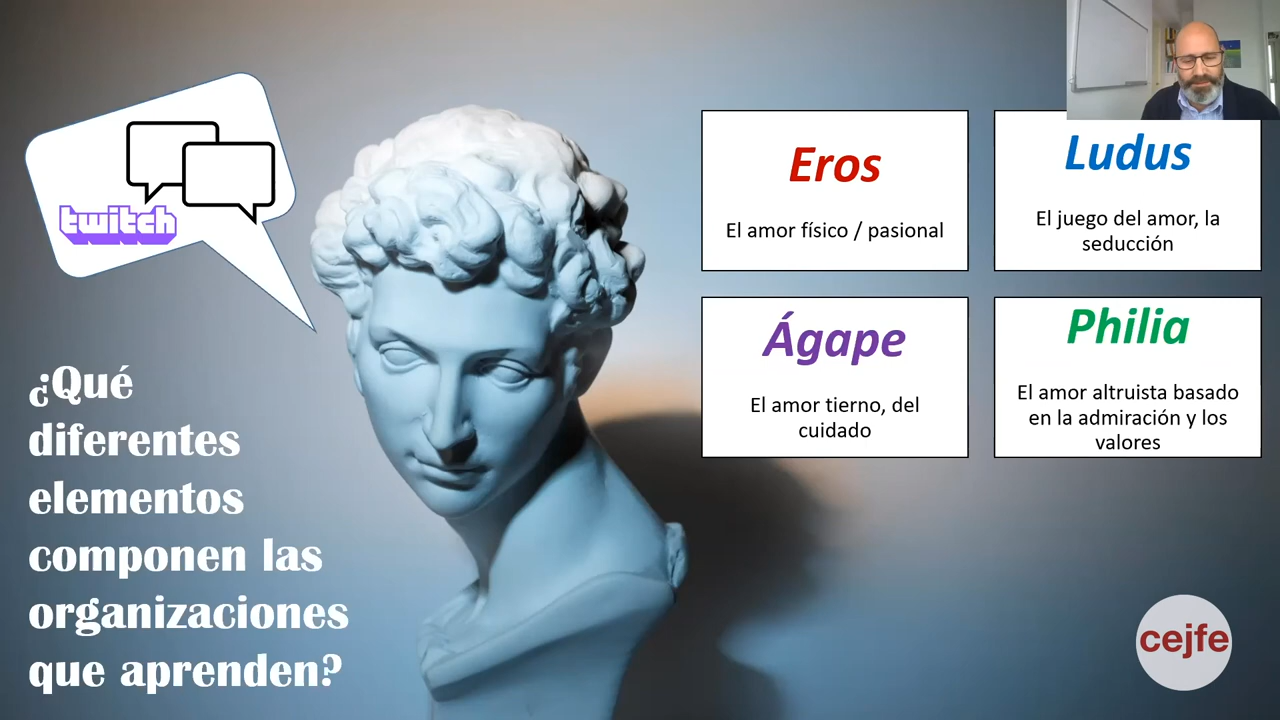 twitch
¿Qué
diferentes
elementos
componen las
organizaciones
que aprenden?
Eros
El amor físico / pasional
Ludus
El juego del amor, la
seducción
Ágape
El amor tierno, del
cuidado
Philia
El amor altruista basado
en la admiración y los
valores
cejfe